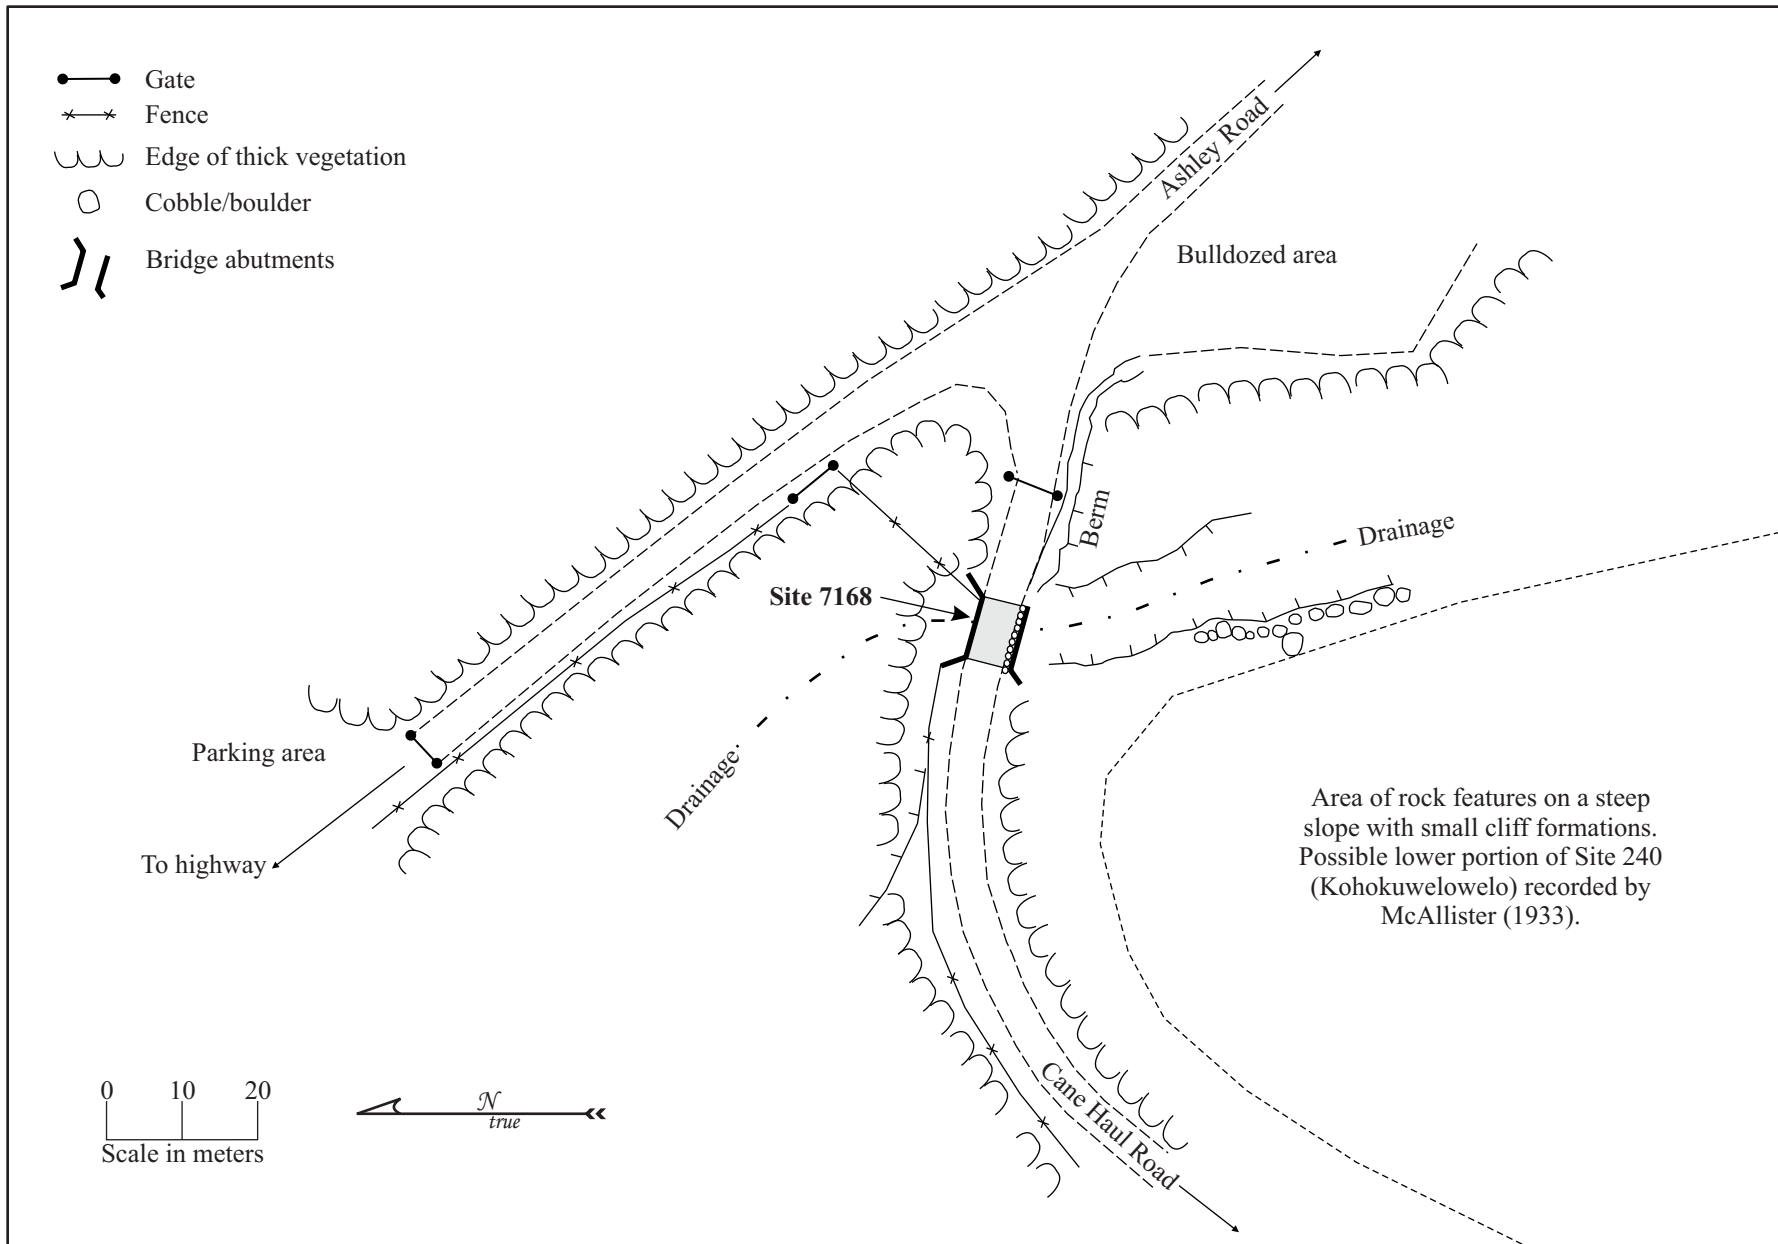 Gate
Fence
Edge of thick vegetation
Cobble/boulder
Bridge abutments
Ashley Road
Bulldozed area
Berm
Drainage
Site 7168
Drainage
Parking area
To highway
Area of rock features on a steep
slope with small cliff formations.
Possible lower portion of Site 240
(Kohokuwelowelo) recorded by
McAllister (1933).
Cane Haul Road
0 10 20
Scale in meters
N
true